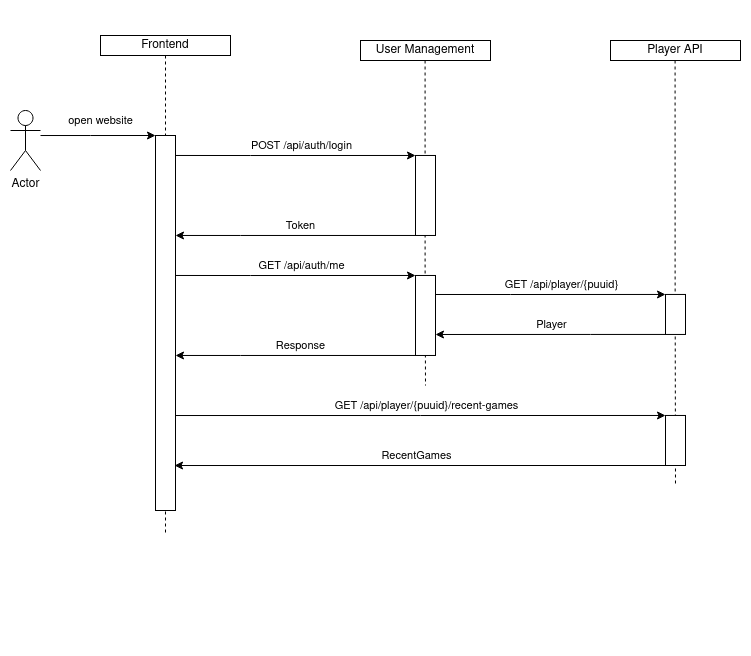 Frontend
User Management
Player API
open website
Actor
POST /api/auth/login
Token
GET /api/auth/me
GET /api/player/{puuid}
Player
Response
GET /api/player/{puuid}/recent-games
RecentGames